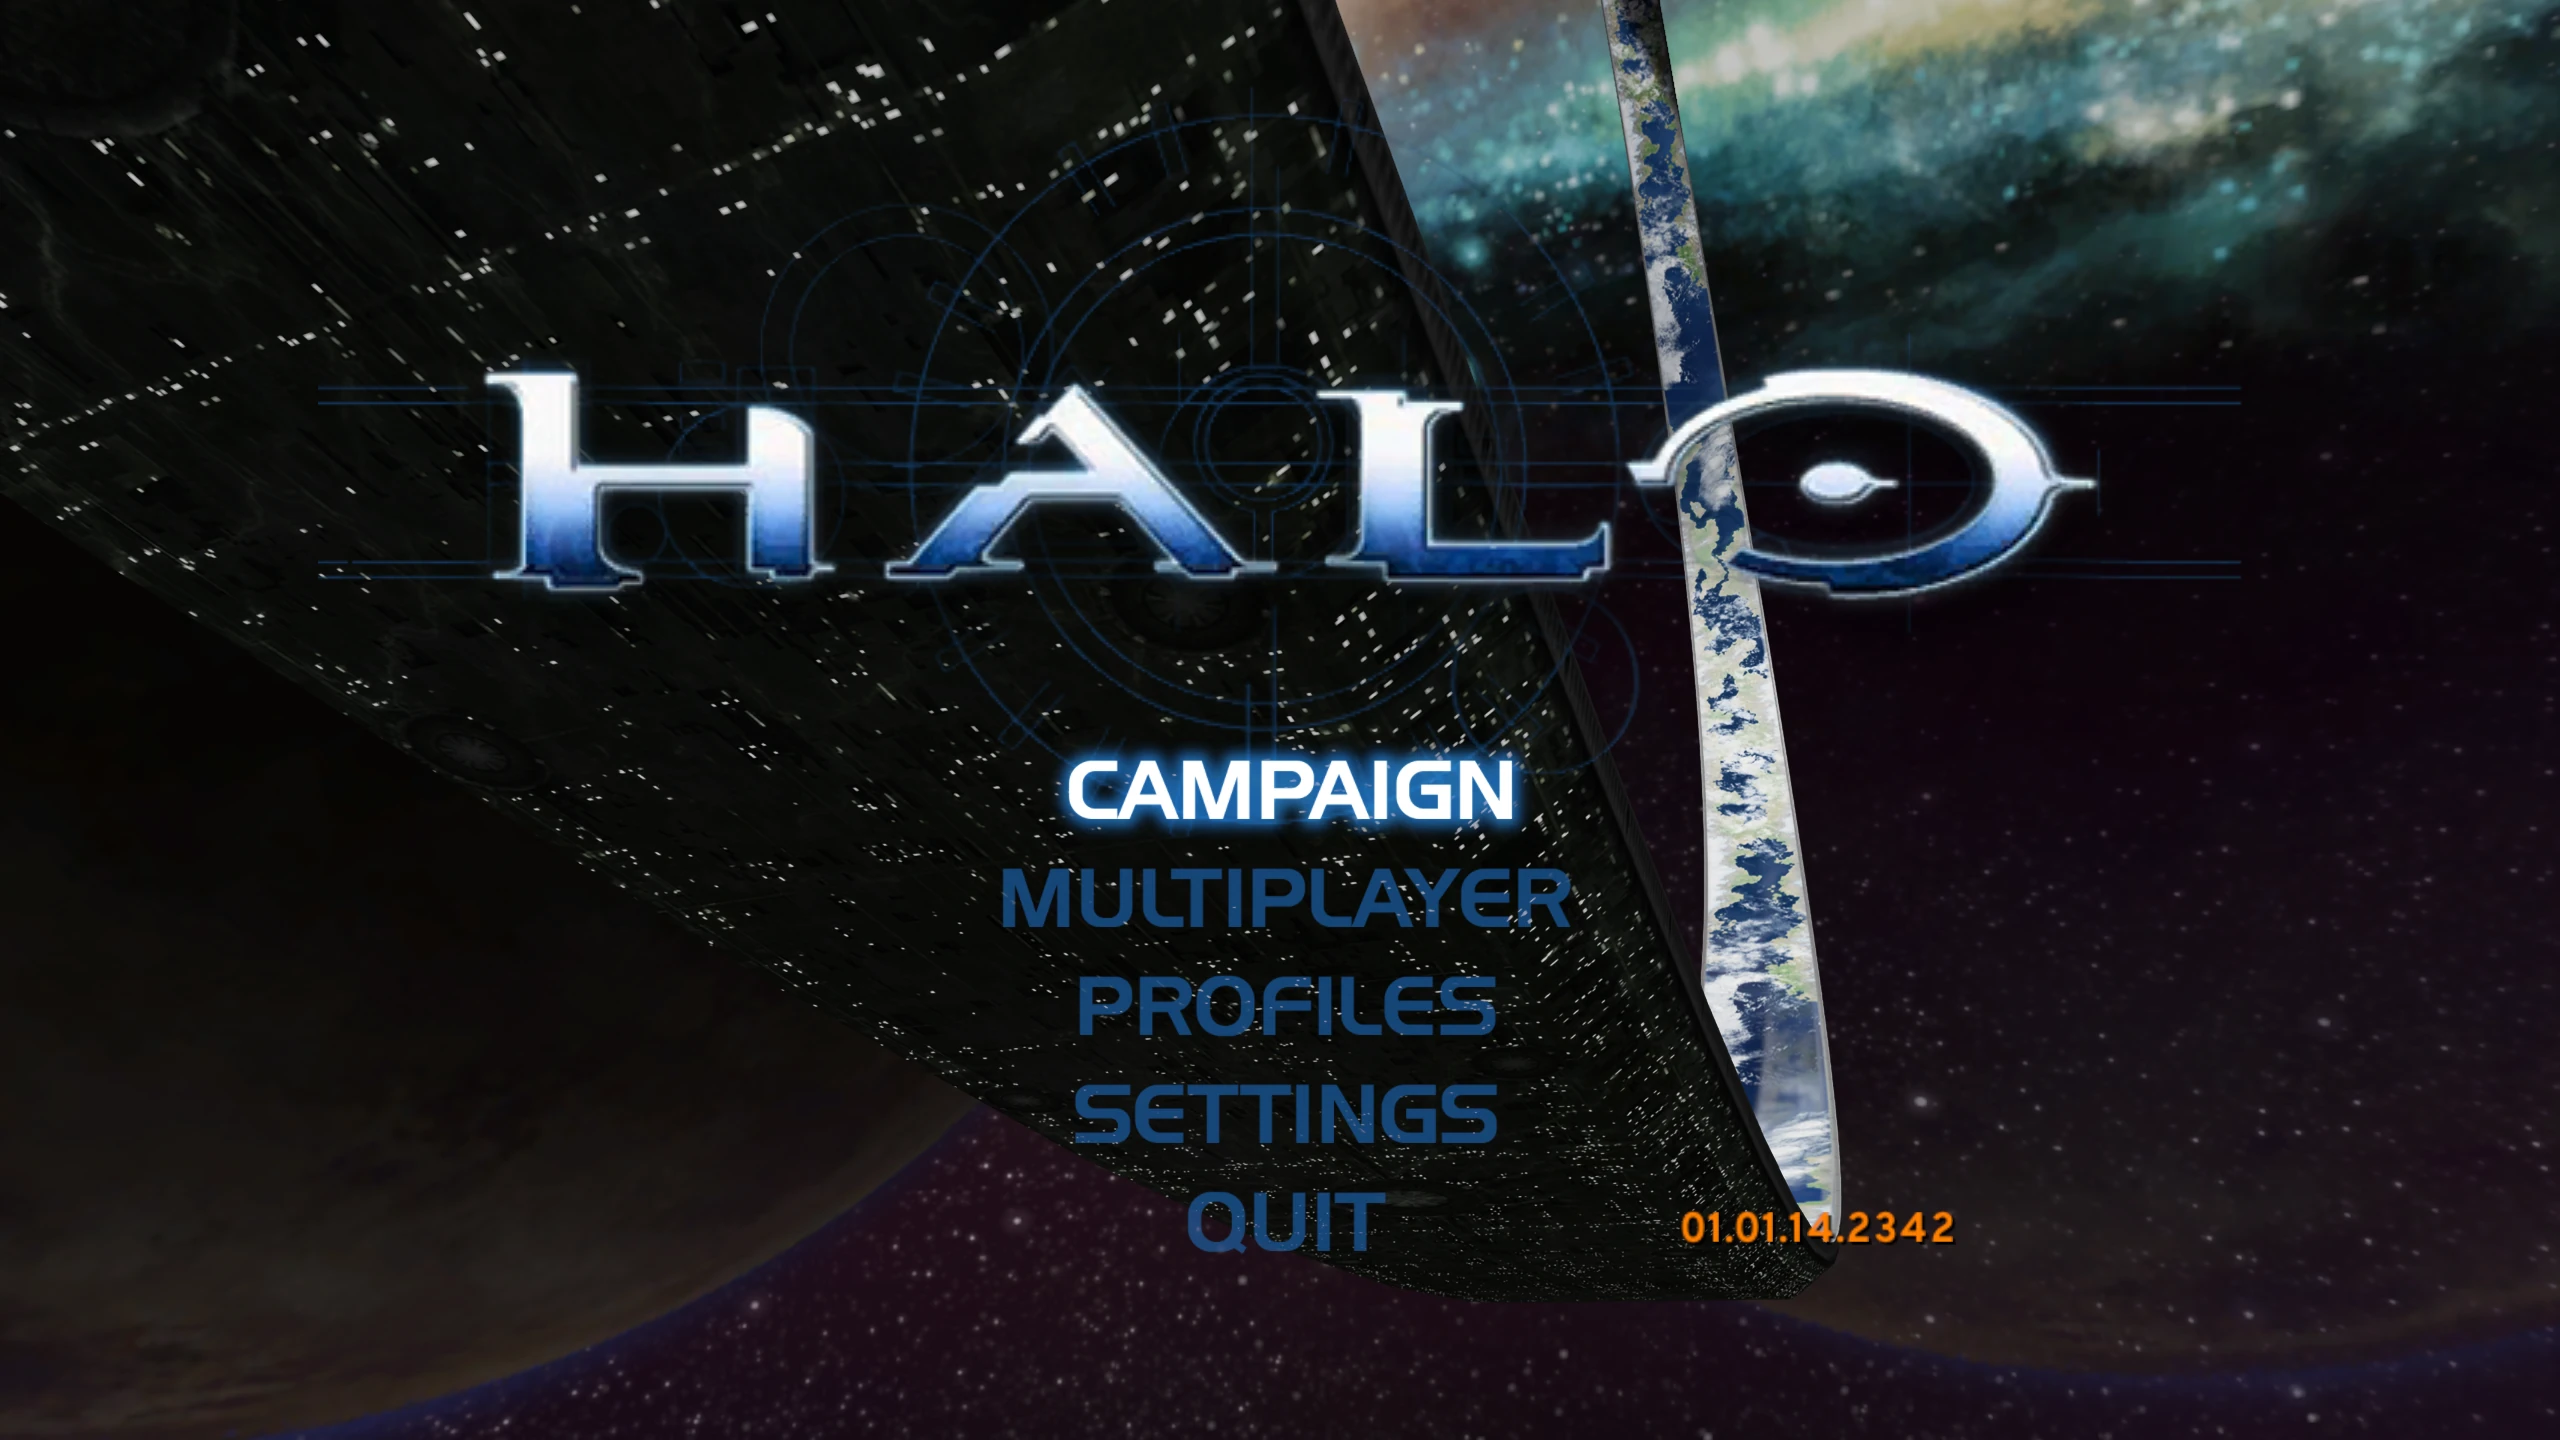 HALO
CAMPAIGN
MULTIPLAYER
PROFILES
SETTINGS
QUIT
01.01.14.2342